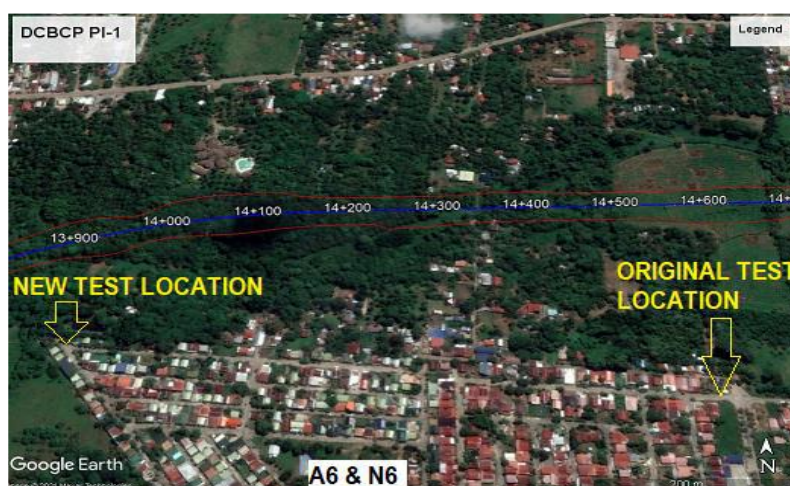 DCBCP PI-1
Legend
13+900
14+000
14+100
14+200
14+300
14+400
14+500
14+600
NEW TEST LOCATION
ORIGINAL TEST
LOCATION
Google Earth
A6 & N6
200 m
N